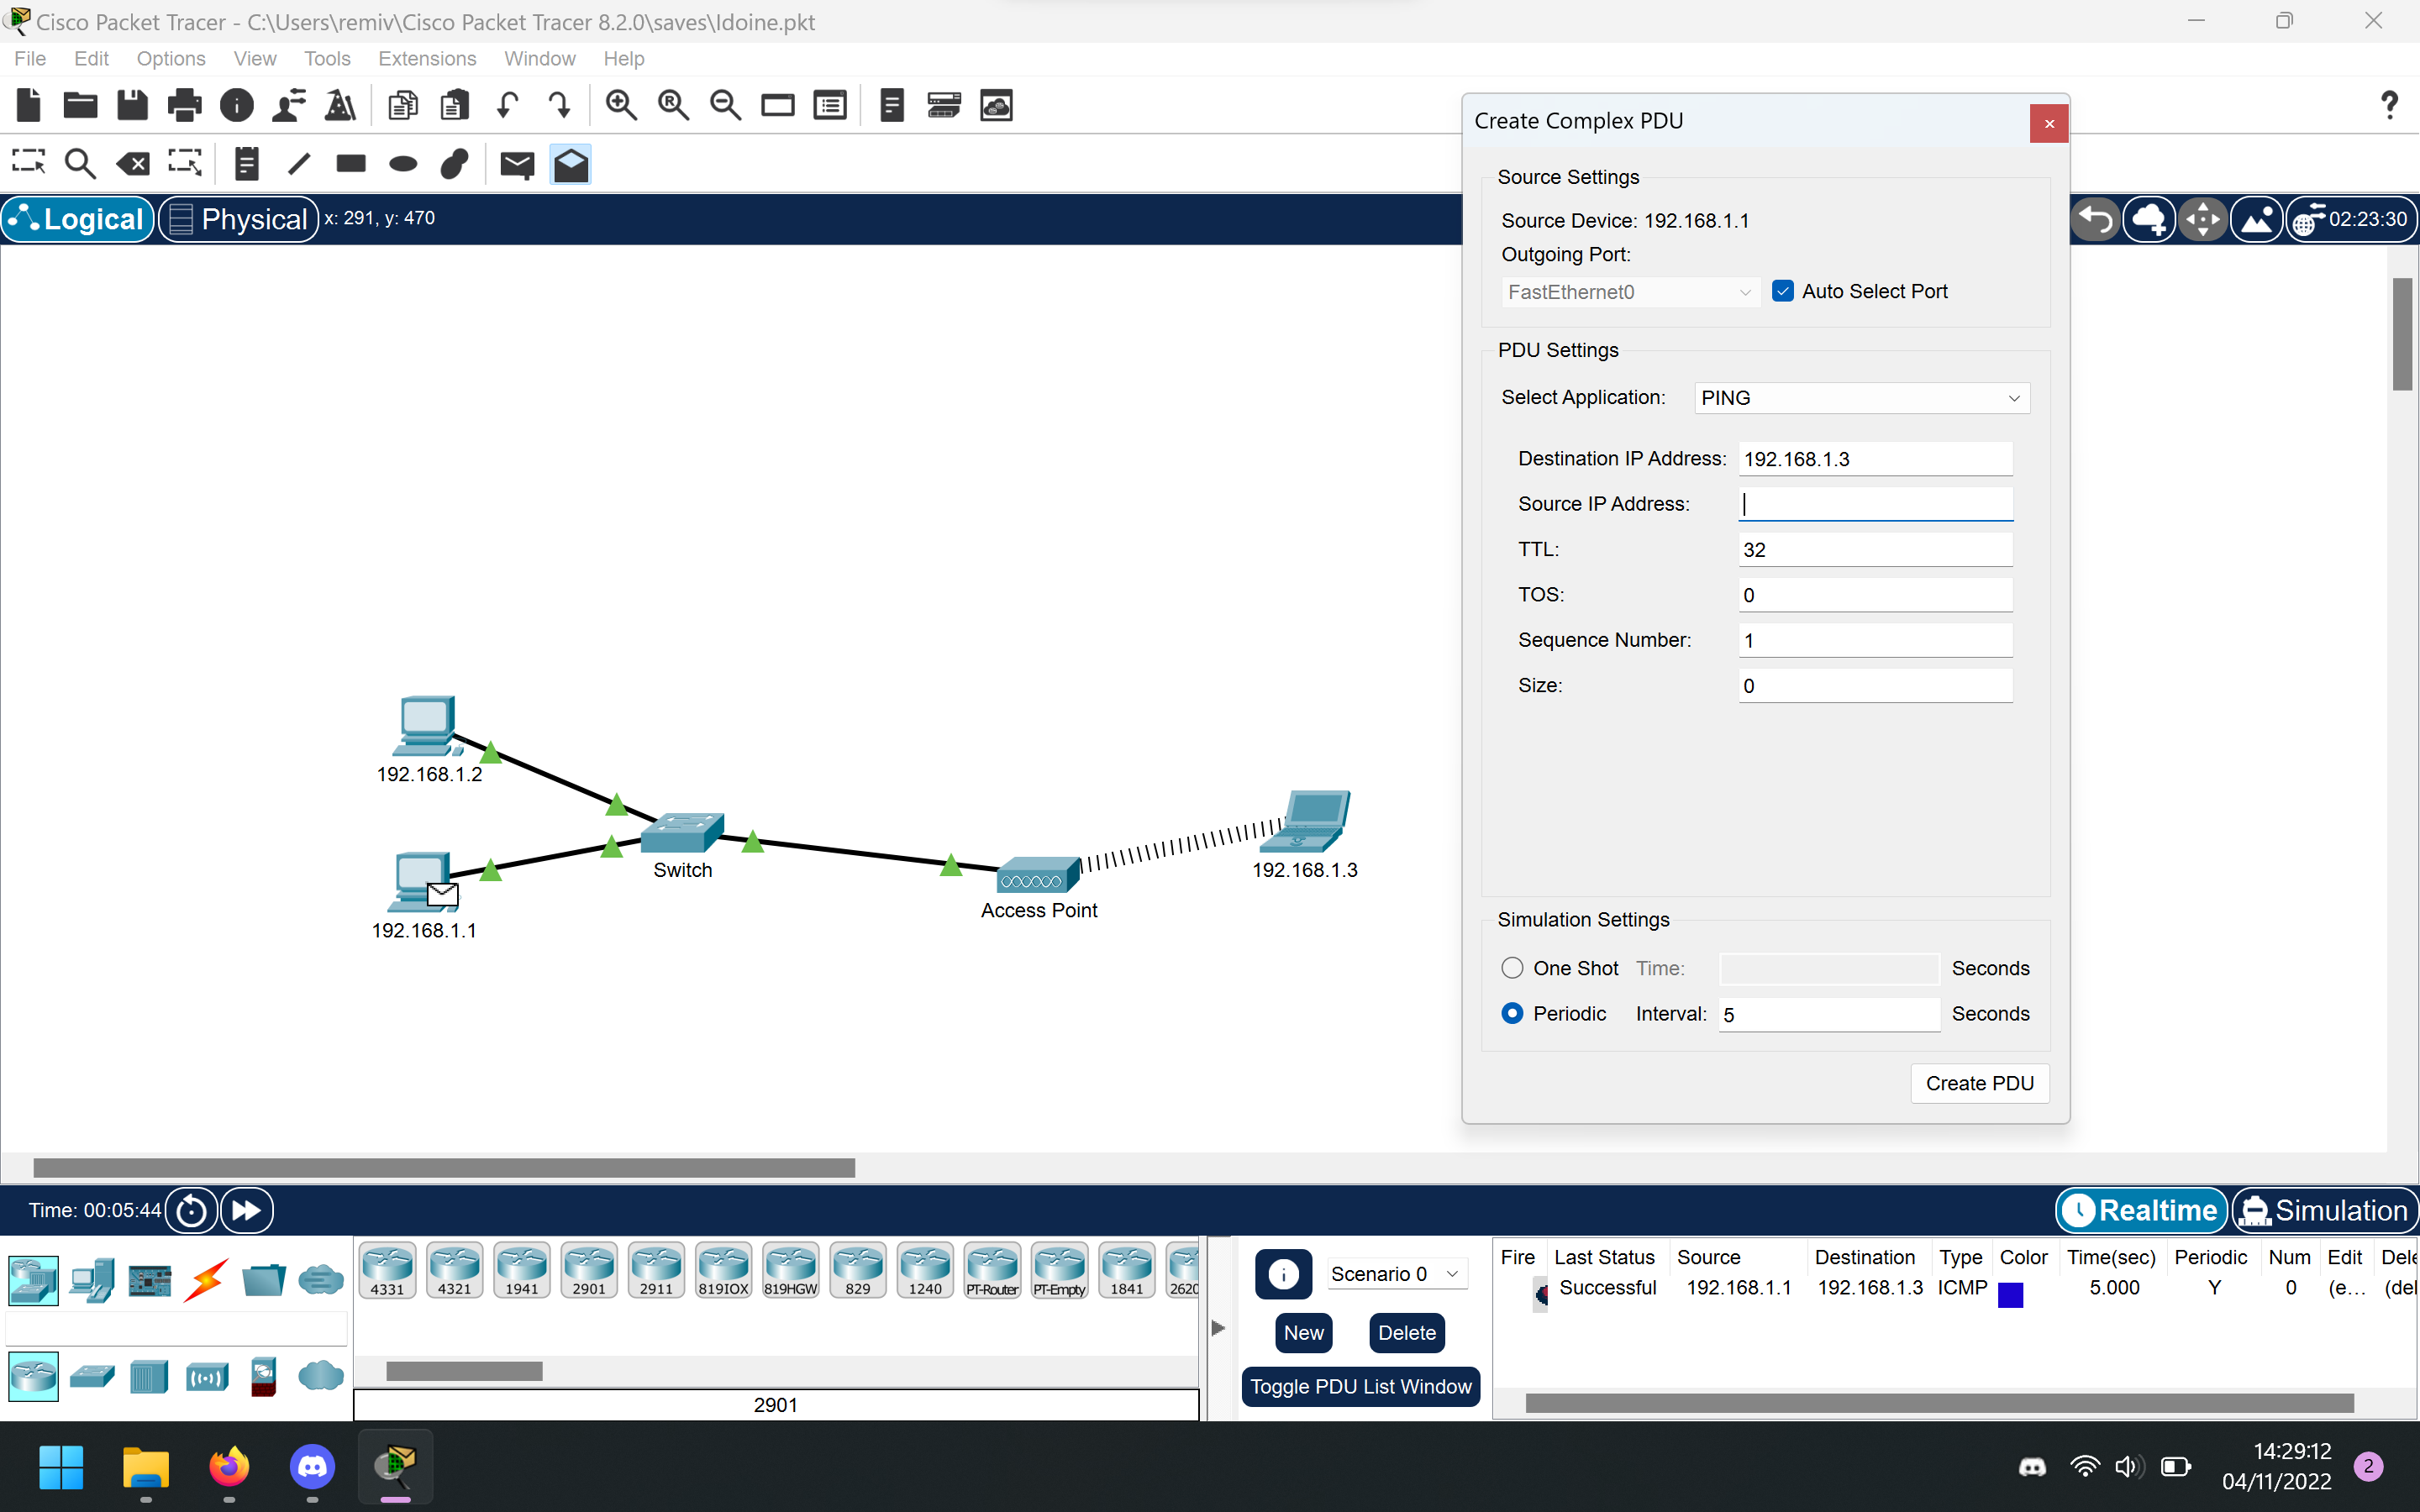 Cisco Packet Tracer - C:\Users\remiv\Cisco Packet Tracer 8.2.0\saves\Idoine.pkt
File Edit Options View Tools Extensions Window Help
Logical Physical x: 291, y: 470
02:23:30
Create Complex PDU
Source Settings
Source Device: 192.168.1.1
Outgoing Port:
FastEthernet0 Auto Select Port
PDU Settings
Select Application: PING
Destination IP Address: 192.168.1.3
Source IP Address:
TTL: 32
TOS: 0
Sequence Number: 1
Size: 0
Simulation Settings
One Shot Time: Seconds
Periodic Interval: 5 Seconds
Create PDU
192.168.1.2
192.168.1.1
Switch
Access Point
192.168.1.3
Time: 00:05:44
Realtime Simulation
4331 4321 1941 2901 2911 819IOX 819HGW 829 1240 PT-Router PT-Empty 1841 2620
2901
Scenario 0
New Delete
Toggle PDU List Window
Fire Last Status Source Destination Type Color Time(sec) Periodic Num Edit Dele
Successful 192.168.1.1 192.168.1.3 ICMP 5.000 Y 0 (e... (del
14:29:12
04/11/2022
2